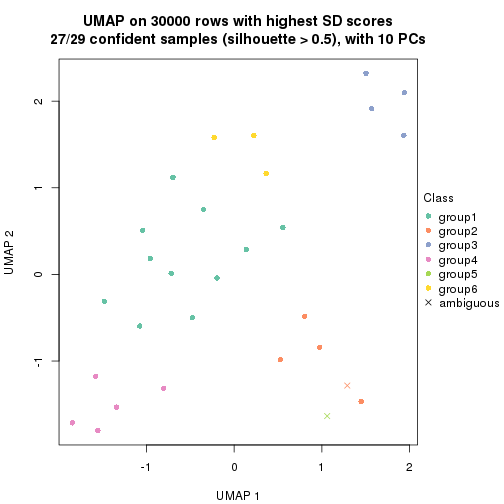 UMAP on 30000 rows with highest SD scores
27/29 confident samples (silhouette > 0.5), with 10 PCs
2
1
0
-1
UMAP 2
-1
0
1
2
UMAP 1
Class
group1
group2
group3
group4
group5
group6
ambiguous